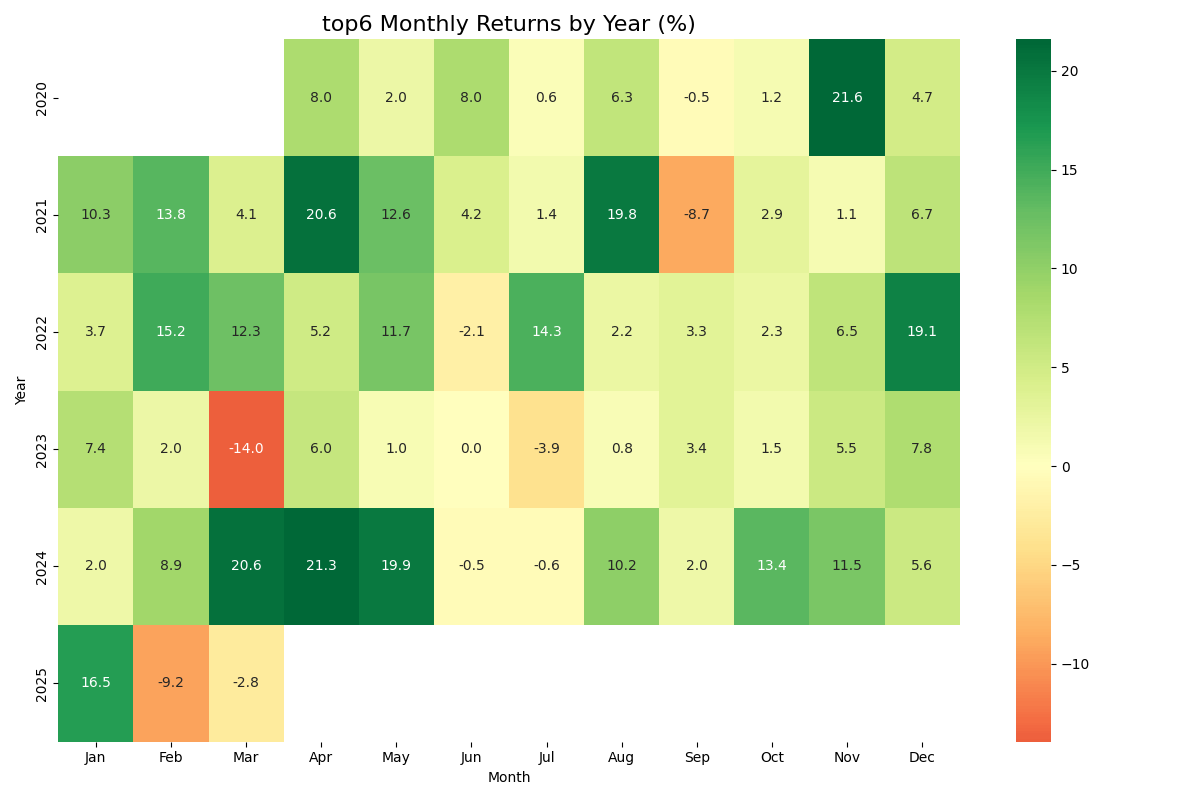 top6 Monthly Returns by Year (%)
2020 8.0 2.0 8.0 0.6 6.3 -0.5 1.2 21.6 4.7
2021 10.3 13.8 4.1 20.6 12.6 4.2 1.4 19.8 -8.7 2.9 1.1 6.7
2022 3.7 15.2 12.3 5.2 11.7 -2.1 14.3 2.2 3.3 2.3 6.5 19.1
Year
2023 7.4 2.0 -14.0 6.0 1.0 0.0 -3.9 0.8 3.4 1.5 5.5 7.8
2024 2.0 8.9 20.6 21.3 19.9 -0.5 -0.6 10.2 2.0 13.4 11.5 5.6
2025 16.5 -9.2 -2.8
Jan Feb Mar Apr May Jun Jul Aug Sep Oct Nov Dec
Month
20
15
10
5
0
−5
−10